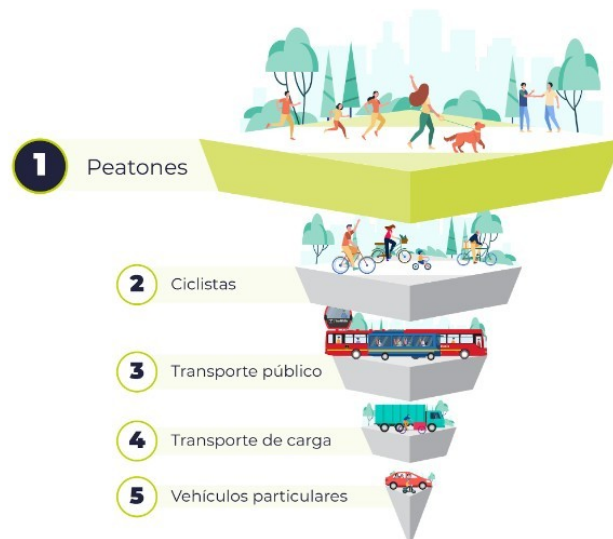 1 Peatones
2 Ciclistas
3 Transporte público
4 Transporte de carga
5 Vehículos particulares